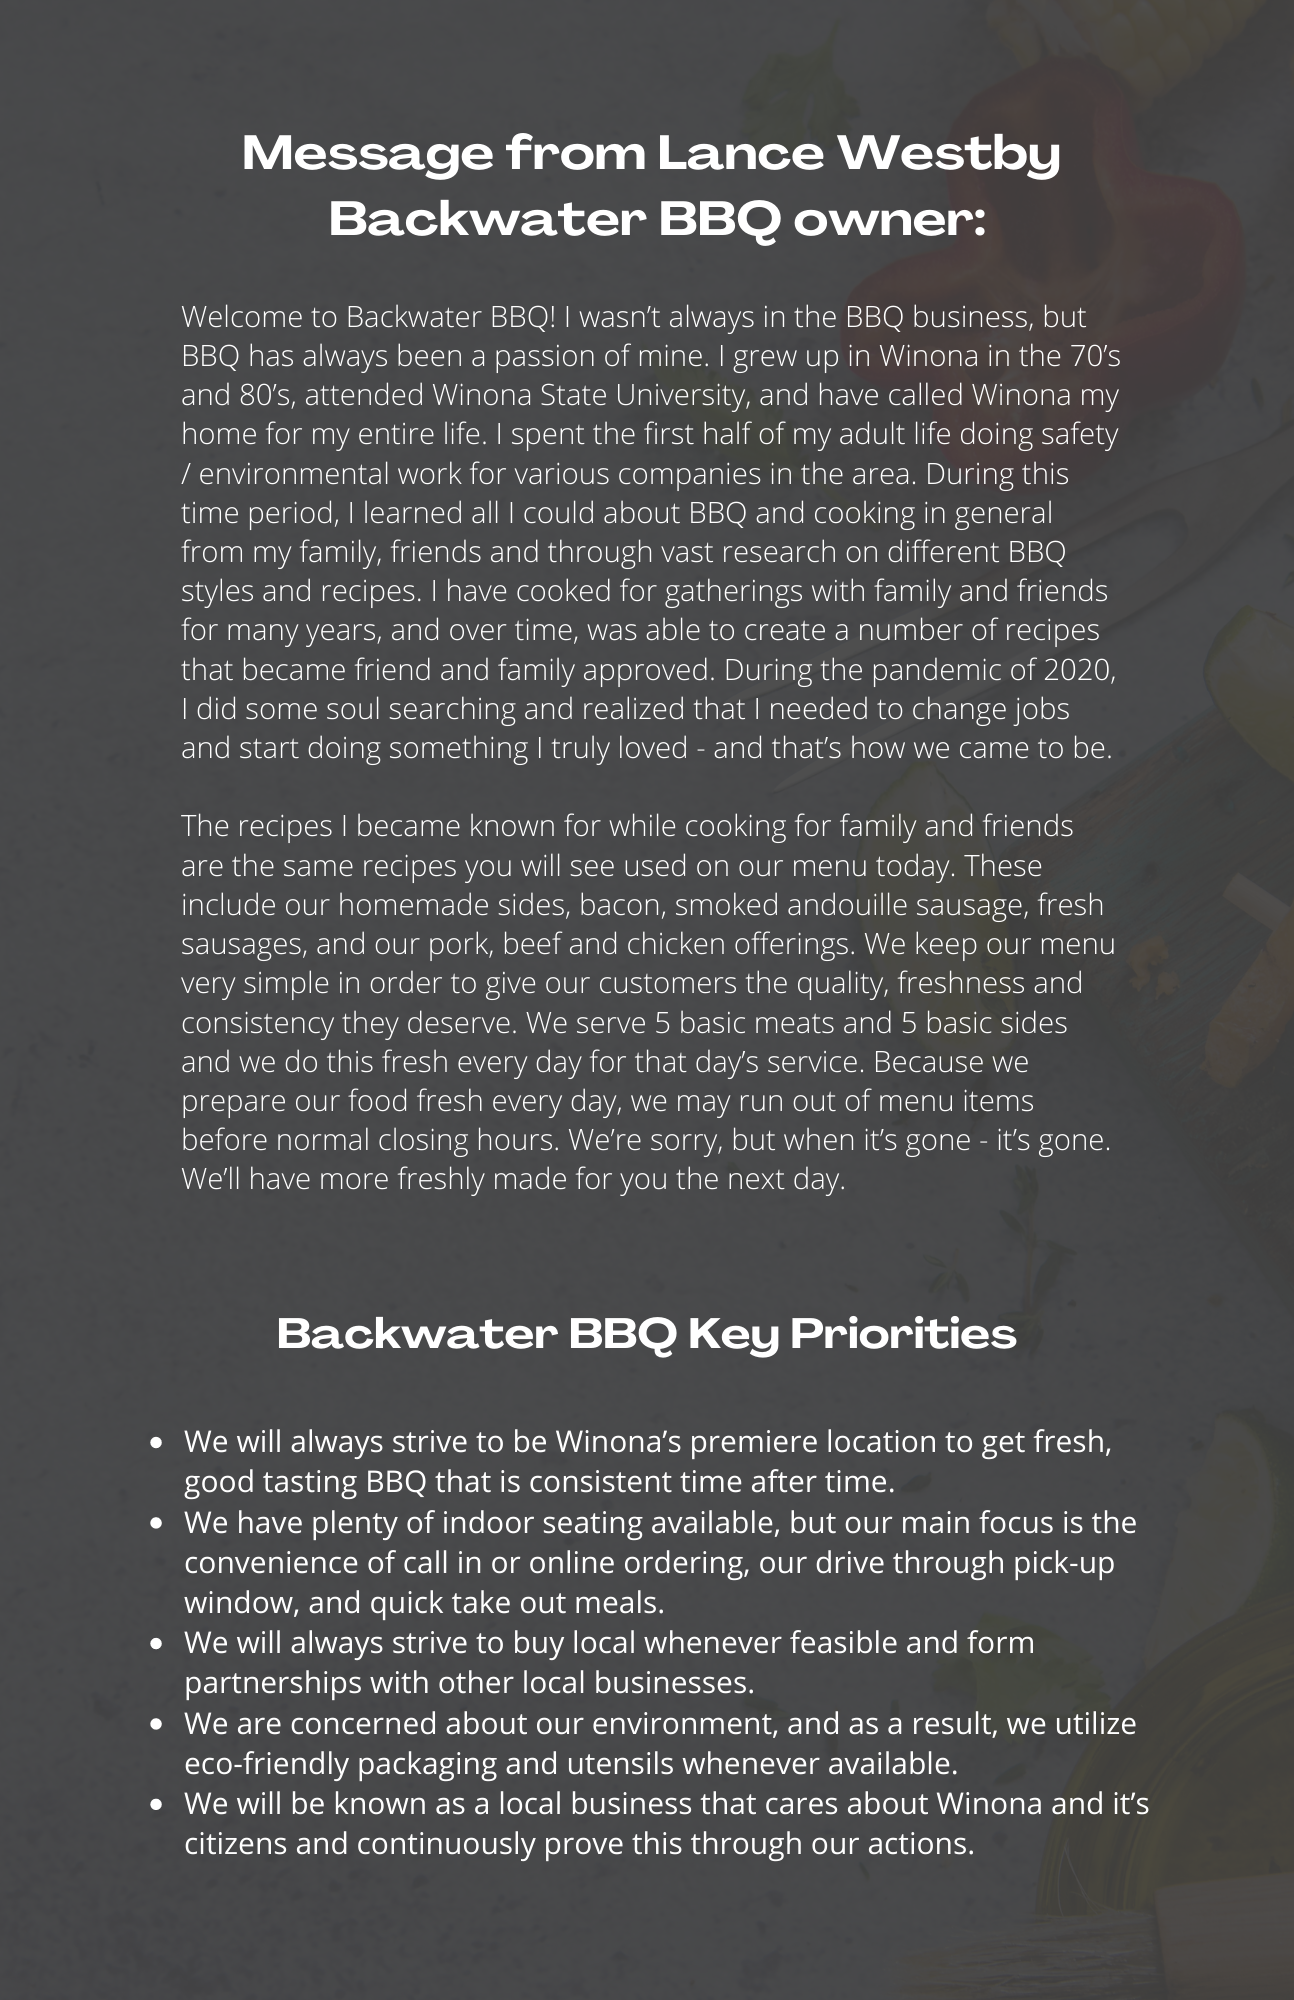 Message from Lance Westby
Backwater BBQ owner:
Welcome to Backwater BBQ! I wasn’t always in the BBQ business, but
BBQ has always been a passion of mine. I grew up in Winona in the 70’s
and 80’s, attended Winona State University, and have called Winona my
home for my entire life. I spent the first half of my adult life doing safety
/ environmental work for various companies in the area. During this
time period, I learned all I could about BBQ and cooking in general
from my family, friends and through vast research on different BBQ
styles and recipes. I have cooked for gatherings with family and friends
for many years, and over time, was able to create a number of recipes
that became friend and family approved. During the pandemic of 2020,
I did some soul searching and realized that I needed to change jobs
and start doing something I truly loved - and that’s how we came to be.
The recipes I became known for while cooking for family and friends
are the same recipes you will see used on our menu today. These
include our homemade sides, bacon, smoked andouille sausage, fresh
sausages, and our pork, beef and chicken offerings. We keep our menu
very simple in order to give our customers the quality, freshness and
consistency they deserve. We serve 5 basic meats and 5 basic sides
and we do this fresh every day for that day’s service. Because we
prepare our food fresh every day, we may run out of menu items
before normal closing hours. We’re sorry, but when it’s gone - it’s gone.
We’ll have more freshly made for you the next day.
Backwater BBQ Key Priorities
• We will always strive to be Winona’s premiere location to get fresh,
good tasting BBQ that is consistent time after time.
• We have plenty of indoor seating available, but our main focus is the
convenience of call in or online ordering, our drive through pick-up
window, and quick take out meals.
• We will always strive to buy local whenever feasible and form
partnerships with other local businesses.
• We are concerned about our environment, and as a result, we utilize
eco-friendly packaging and utensils whenever available.
• We will be known as a local business that cares about Winona and it’s
citizens and continuously prove this through our actions.